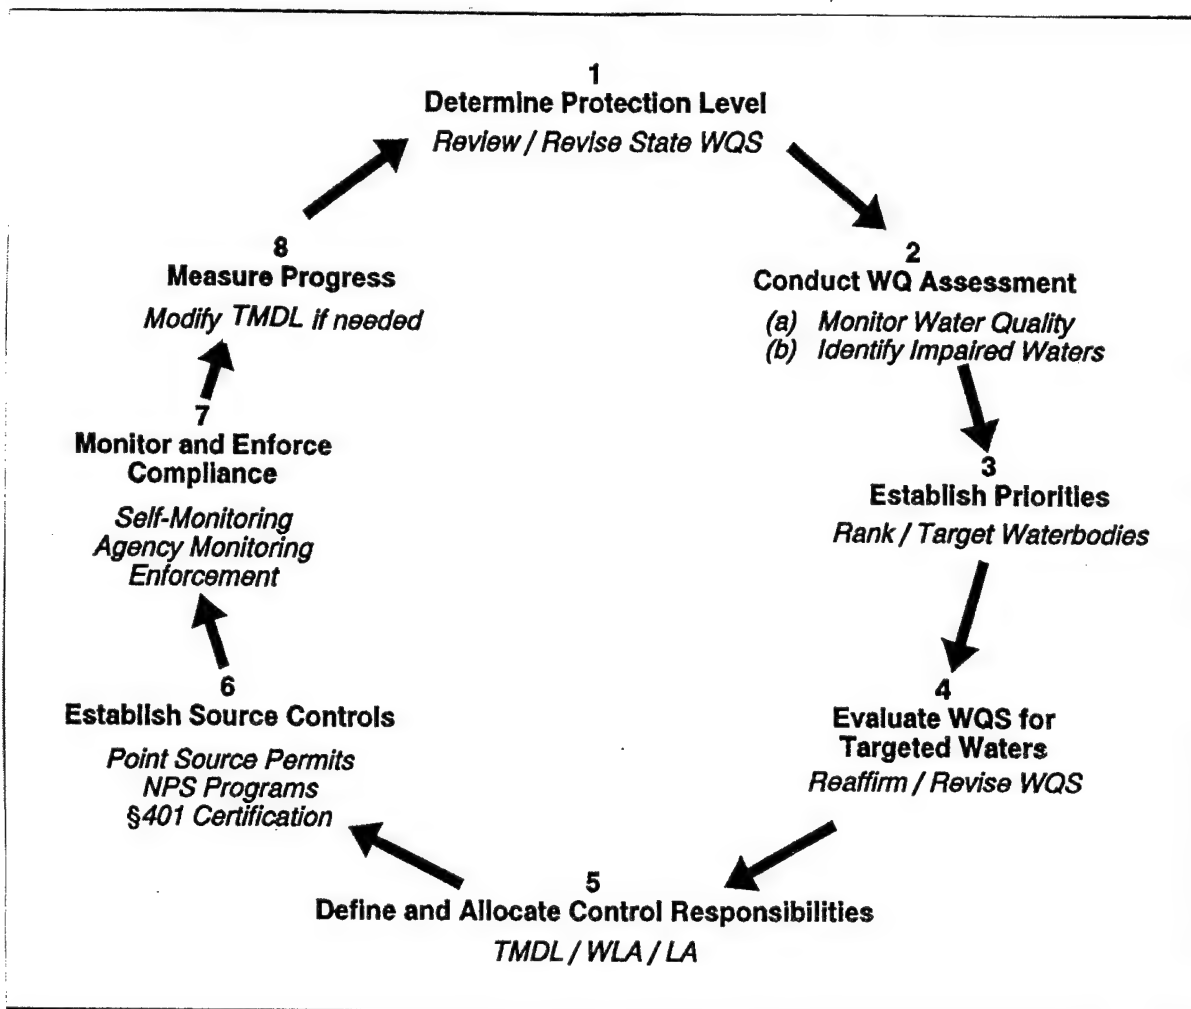 1
Determine Protection Level
Review / Revise State WQS
2
Conduct WQ Assessment
(a) Monitor Water Quality
(b) Identify Impaired Waters
3
Establish Priorities
Rank / Target Waterbodies
4
Evaluate WQS for
Targeted Waters
Reaffirm / Revise WQS
5
Define and Allocate Control Responsibilities
TMDL / WLA / LA
6
Establish Source Controls
Point Source Permits
NPS Programs
§401 Certification
7
Monitor and Enforce
Compliance
Self-Monitoring
Agency Monitoring
Enforcement
8
Measure Progress
Modify TMDL if needed